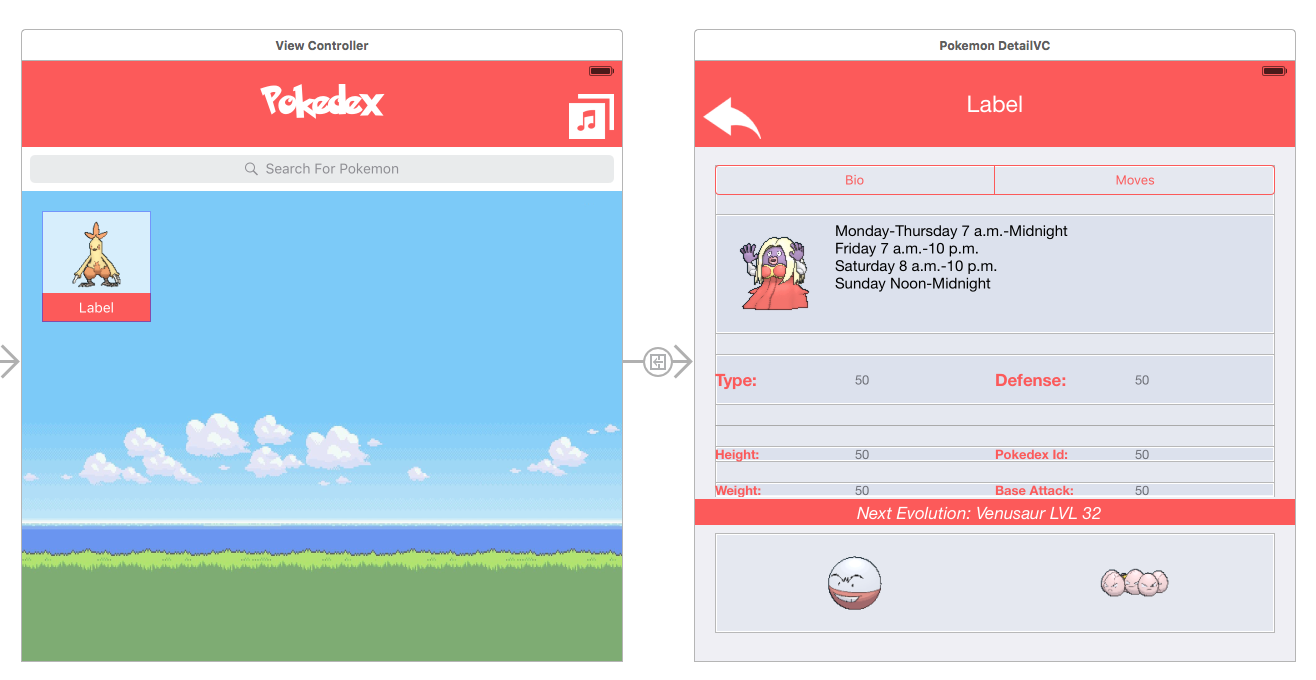 View Controller
Pokedex
Search For Pokemon
Label
Pokemon DetailVC
Label
Bio
Moves
Monday-Thursday 7 a.m.-Midnight
Friday 7 a.m.-10 p.m.
Saturday 8 a.m.-10 p.m.
Sunday Noon-Midnight
Type: 50 Defense: 50
Height: 50 Pokedex Id: 50
Weight: 50 Base Attack: 50
Next Evolution: Venusaur LVL 32